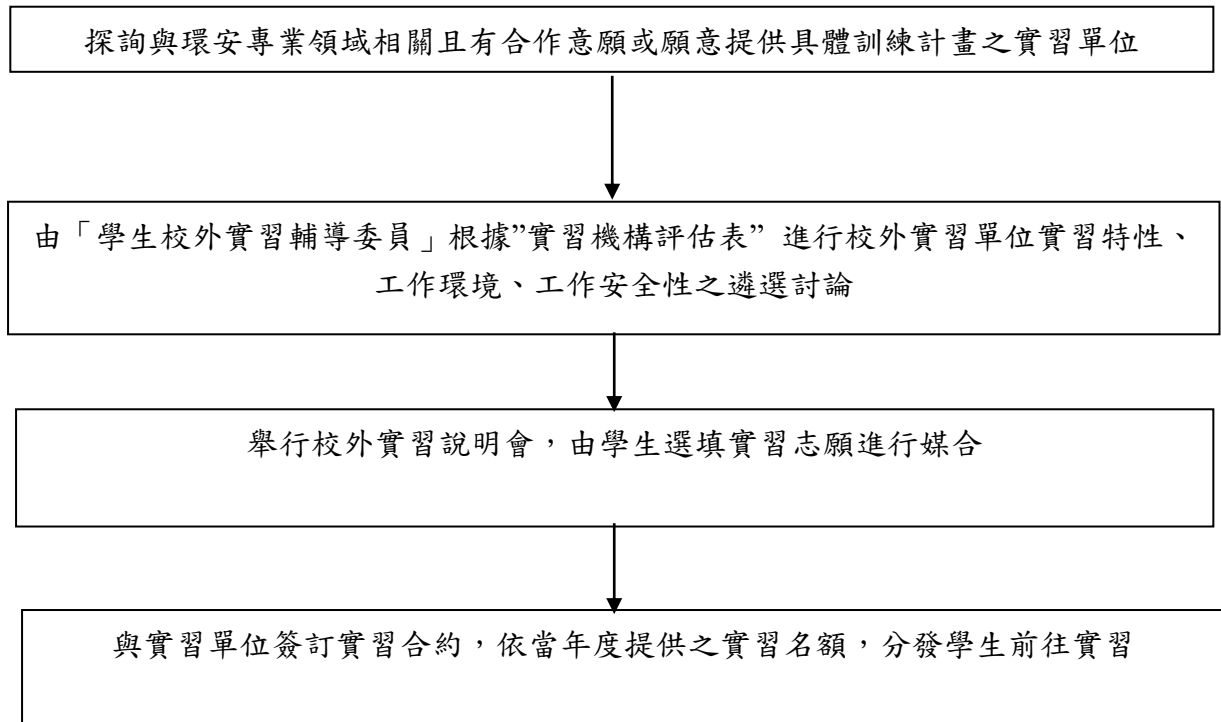 探詢與環安專業領域相關且有合作意願或願意提供具體訓練計畫之實習單位
由「學生校外實習輔導委員」根據”實習機構評估表” 進行校外實習單位實習特性、
工作環境、工作安全性之遴選討論
舉行校外實習說明會，由學生選填實習志願進行媒合
與實習單位簽訂實習合約，依當年度提供之實習名額，分發學生前往實習